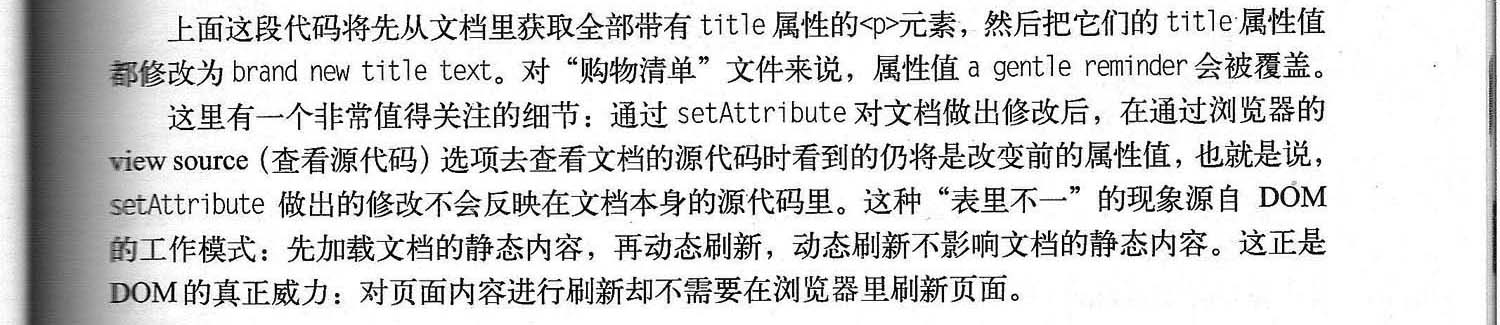 上面这段代码将先从文档里获取全部带有 title 属性的<p>元素，然后把它们的 title 属性值
都修改为 brand new title text。对“购物清单”文件来说，属性值 a gentle reminder 会被覆盖。
这里有一个非常值得关注的细节：通过 setAttribute 对文档做出修改后，在通过浏览器的
view source（查看源代码）选项去查看文档的源代码时看到的仍将是改变前的属性值，也就是说，
setAttribute 做出的修改不会反映在文档本身的源代码里。这种“表里不一”的现象源自 DOM
的工作模式：先加载文档的静态内容，再动态刷新，动态刷新不影响文档的静态内容。这正是
DOM的真正威力：对页面内容进行刷新却不需要在浏览器里刷新页面。